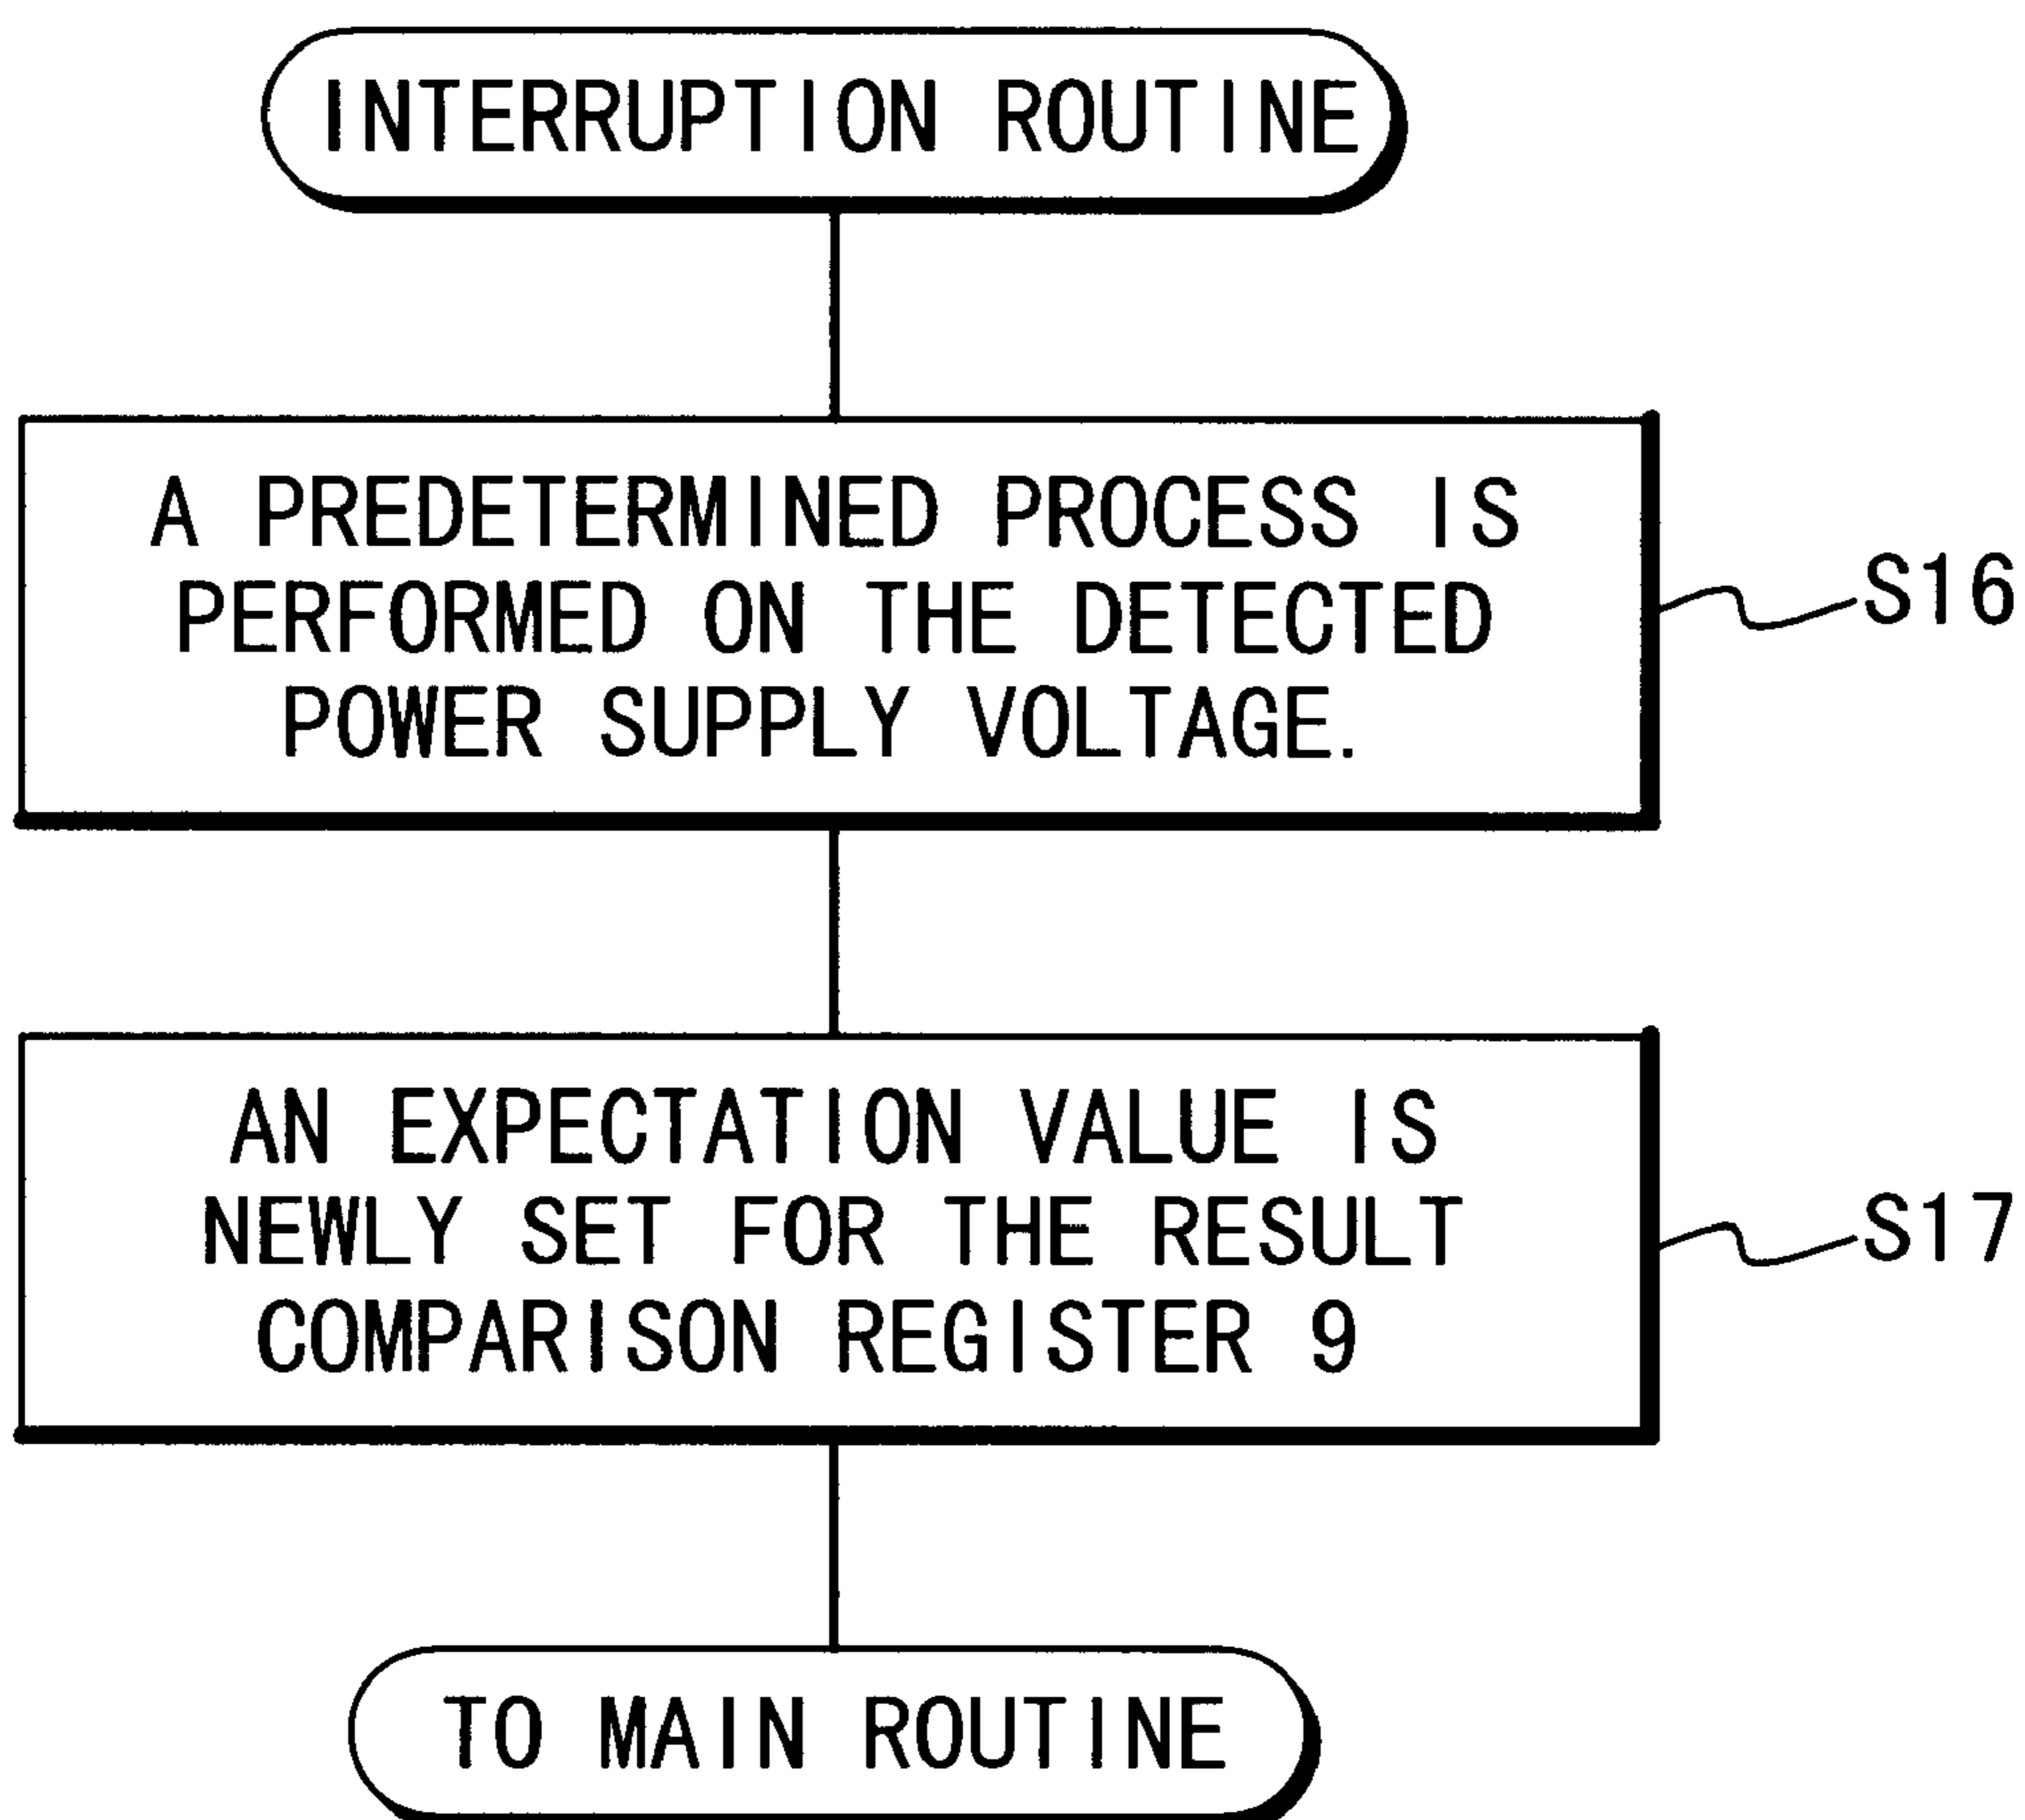 INTERRUPTION ROUTINE
A PREDETERMINED PROCESS IS
PERFORMED ON THE DETECTED
POWER SUPPLY VOLTAGE.
S16
AN EXPECTATION VALUE IS
NEWLY SET FOR THE RESULT
COMPARISON REGISTER 9
S17
TO MAIN ROUTINE